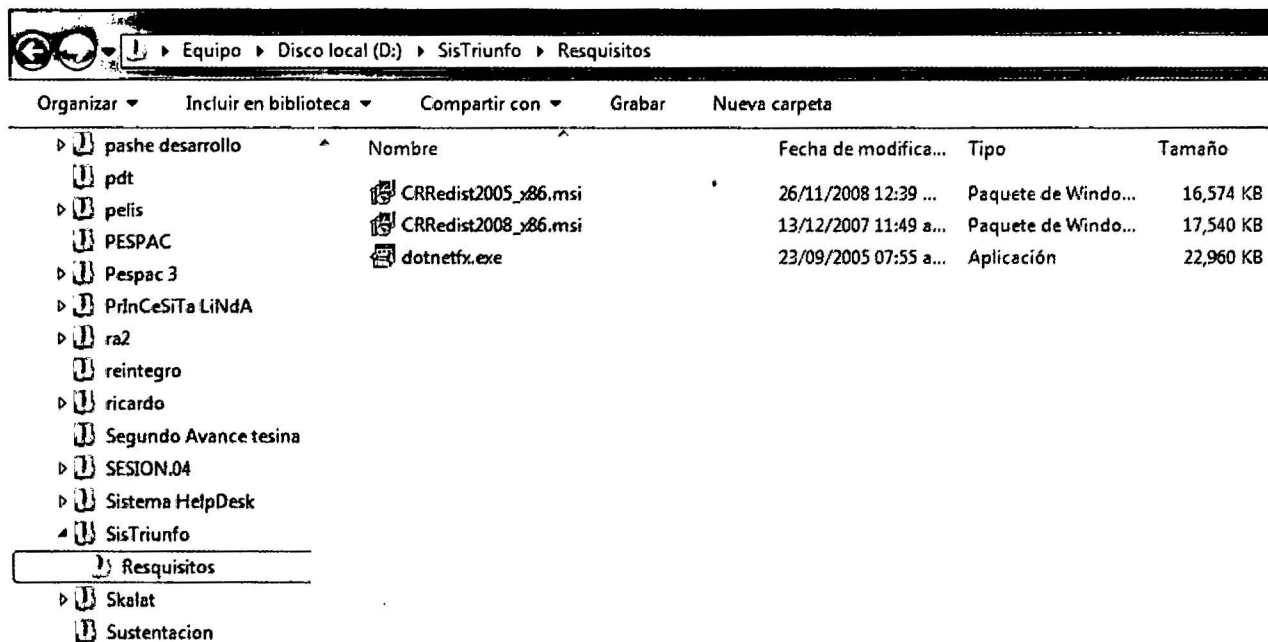 Equipo ▸ Disco local (D:) ▸ SisTriunfo ▸ Resquisitos
Organizar Incluir en biblioteca Compartir con Grabar Nueva carpeta
pashe desarrollo
pdt
pelis
PESPAC
Pespac 3
PrInCeSiTa LiNdA
ra2
reintegro
ricardo
Segundo Avance tesina
SESION.04
Sistema HelpDesk
SisTriunfo
Resquisitos
Skalat
Sustentacion
Nombre Fecha de modifica... Tipo Tamaño
CRRedist2005_x86.msi 26/11/2008 12:39 ... Paquete de Windo... 16,574 KB
CRRedist2008_x86.msi 13/12/2007 11:49 a... Paquete de Windo... 17,540 KB
dotnetfx.exe 23/09/2005 07:55 a... Aplicación 22,960 KB